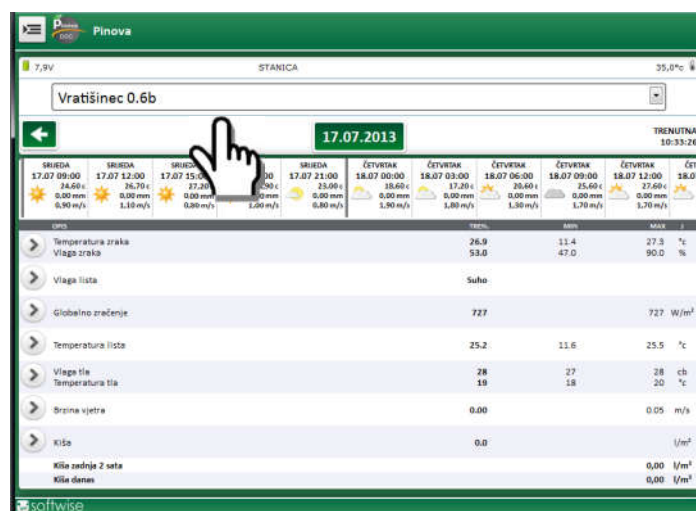 Pinova
DOC
Pinova
7,9V STANICA 35,0°c
Vratišinec 0.6b
17.07.2013
TRENUTNA
10:33:26
SRIJEDA SRIJEDA SRIJEDA SRIJEDA ČETVRTAK ČETVRTAK ČETVRTAK ČETVRTAK ČETVRTAK
17.07 09:00 17.07 12:00 17.07 15:00 17.07 21:00 18.07 00:00 18.07 03:00 18.07 06:00 18.07 09:00 18.07 12:00 18.0
24,60 c 26,70 c 27,20 23,00 c 18,60 c 17,20 c 20,60 c 25,60 c 27,60 c
0,00 mm 0,00 mm 0,00 mm 0,00 mm 0,00 mm 0,00 mm 0,00 mm 0,00 mm 0,00 mm
0,90 m/s 1,10 m/s 0,80 m/s 1,00 m/s 0,80 m/s 1,90 m/s 1,80 m/s 1,30 m/s 1,70 m/s 1,70 m/s
OPIS TREN. MIN MAX J
Temperatura zraka 26.9 11.4 27.3 °c
Vlaga zraka 53.0 47.0 90.0 %
Vlaga lista Suho
Globalno zračenje 727 727 W/m²
Temperatura lista 25.2 11.6 25.5 °c
Vlaga tla 28 27 28 cb
Temperatura tla 19 18 20 °c
Brzina vjetra 0.00 0.05 m/s
Kiša 0.0 l/m²
Kiša zadnja 2 sata 0,00 l/m²
Kiša danas 0,00 l/m²
softwise